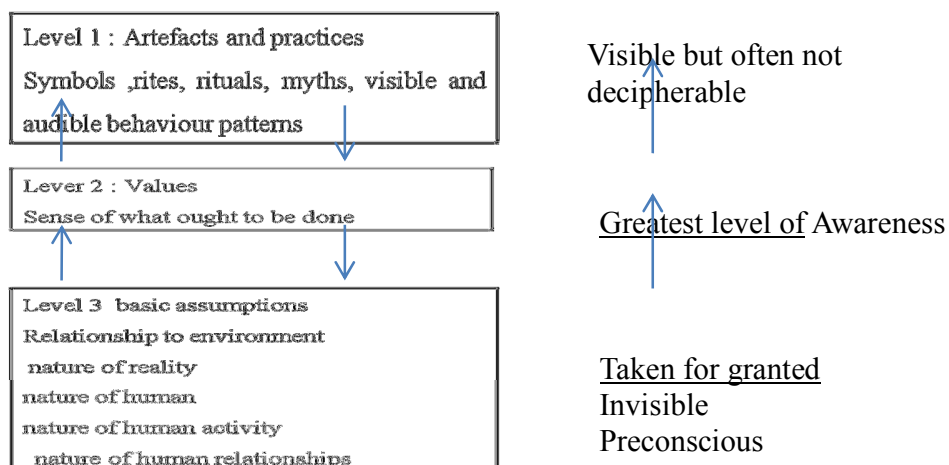 Level 1 : Artefacts and practices
Symbols ,rites, rituals, myths, visible and
audible behaviour patterns
Visible but often not
decipherable
Lever 2 : Values
Sense of what ought to be done
Greatest level of Awareness
Level 3 basic assumptions
Relationship to environment
nature of reality
nature of human
nature of human activity
nature of human relationships
Taken for granted
Invisible
Preconscious